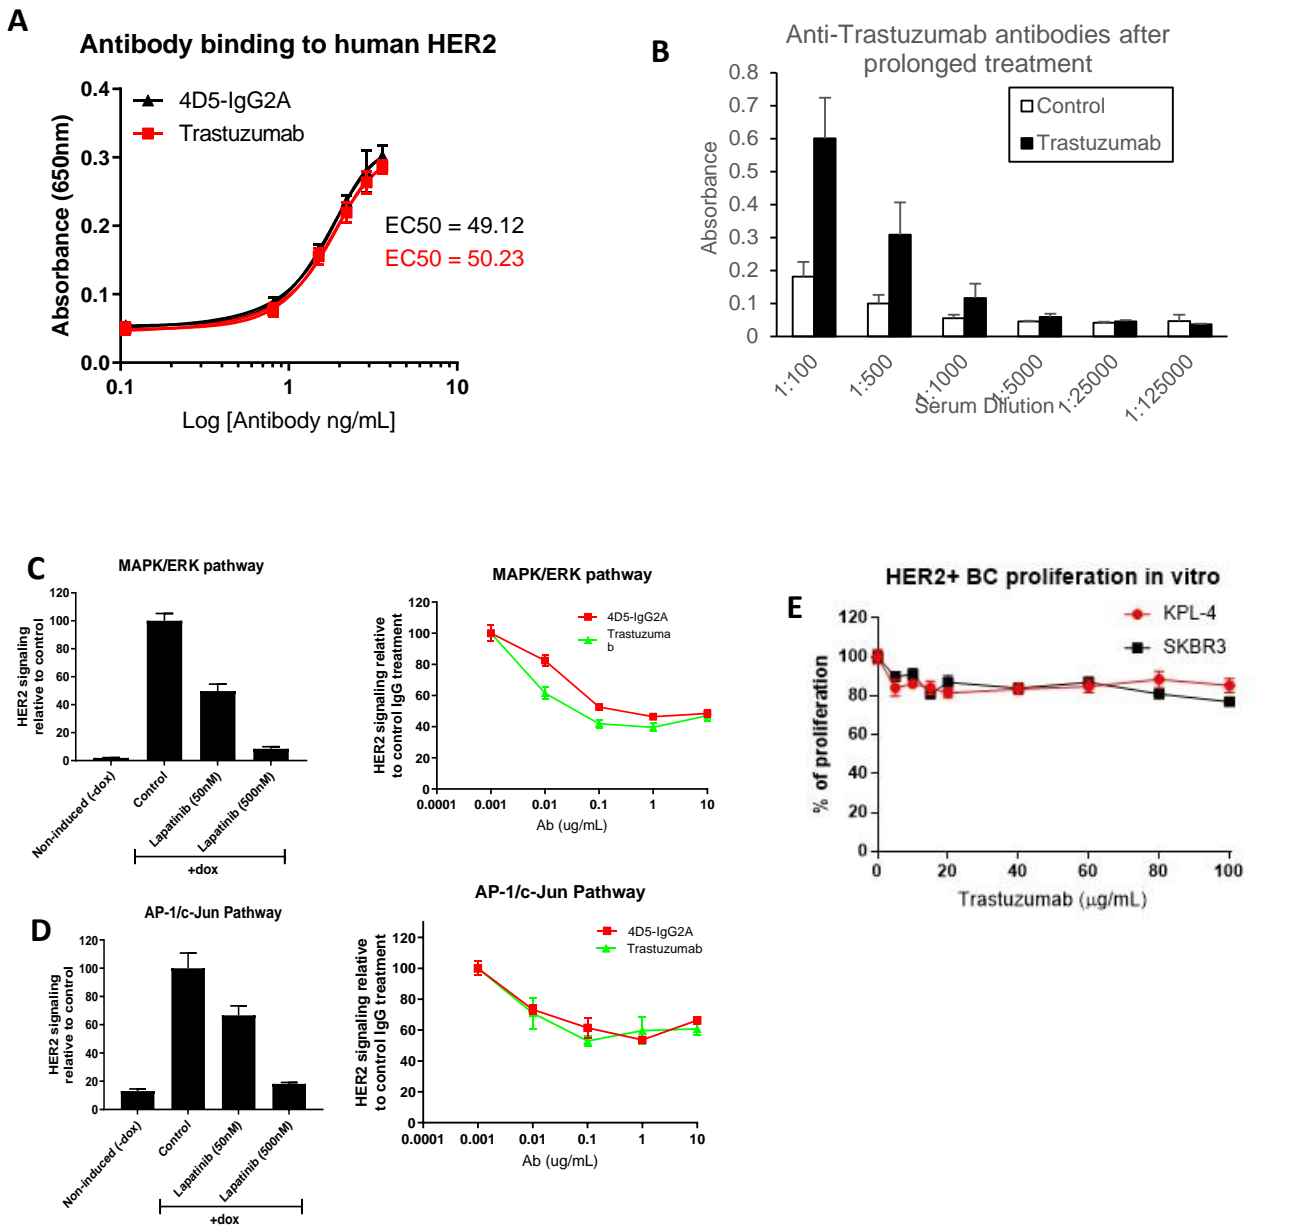 A
Antibody binding to human HER2
0.4
0.3
0.2
0.1
0.0
Absorbance (650nm)
4D5-IgG2A
Trastuzumab
EC50 = 49.12
EC50 = 50.23
0.1
1
10
Log [Antibody ng/mL]
B
Anti-Trastuzumab antibodies after
prolonged treatment
0.8
0.7
0.6
0.5
0.4
0.3
0.2
0.1
0
Absorbance
Control
Trastuzumab
1:100
1:500
1:1000
1:5000
1:25000
1:125000
Serum Dilution
C
MAPK/ERK pathway
120
100
80
60
40
20
0
HER2 signaling
relative to control
Non-induced (-dox)
Control
Lapatinib (50nM)
Lapatinib (500nM)
+dox
MAPK/ERK pathway
120
100
80
60
40
20
0
HER2 signaling relative
to control IgG treatment
4D5-IgG2A
Trastuzuma
b
0.0001
0.001
0.01
0.1
1
10
Ab (ug/mL)
E
HER2+ BC proliferation in vitro
120
100
80
60
40
20
0
% of proliferation
KPL-4
SKBR3
0
20
40
60
80
100
Trastuzumab (μg/mL)
D
AP-1/c-Jun Pathway
120
100
80
60
40
20
0
HER2 signaling
relative to control
Non-induced (-dox)
Control
Lapatinib (50nM)
Lapatinib (500nM)
+dox
AP-1/c-Jun Pathway
120
100
80
60
40
20
0
HER2 signaling relative
to control IgG treatment
4D5-IgG2A
Trastuzumab
0.0001
0.001
0.01
0.1
1
10
Ab (ug/mL)